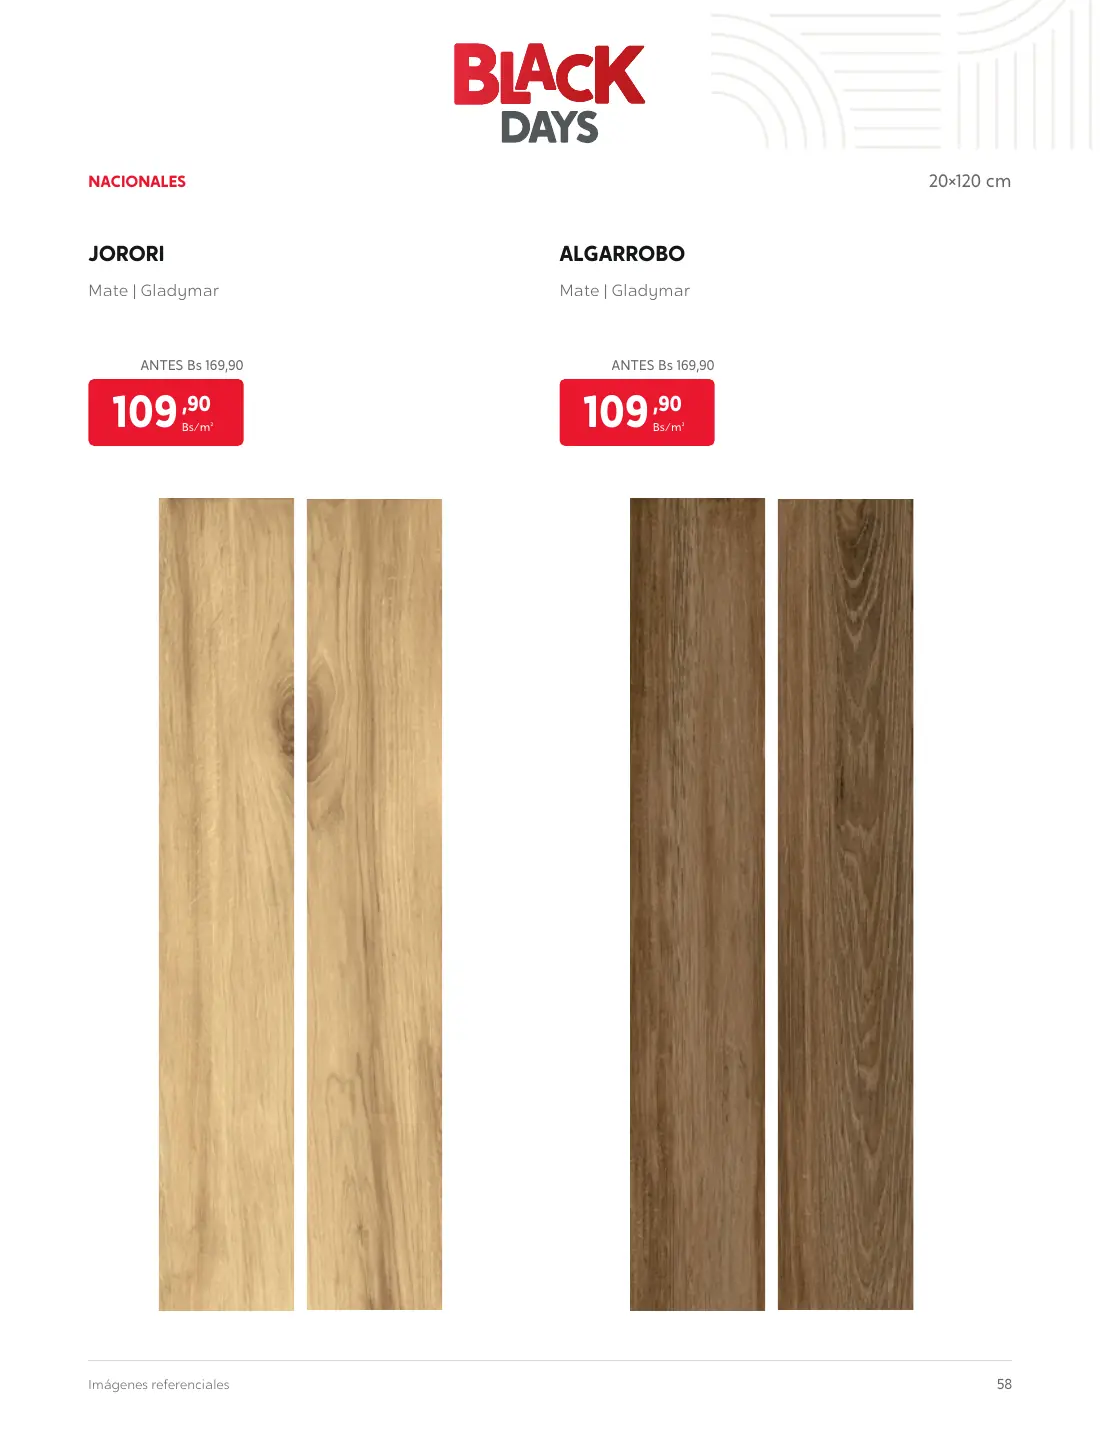 BLACK
DAYS
NACIONALES
20×120 cm
JORORI
Mate | Gladymar
ANTES Bs 169,90
109,90
Bs/m²
ALGARROBO
Mate | Gladymar
ANTES Bs 169,90
109,90
Bs/m²
Imágenes referenciales
58